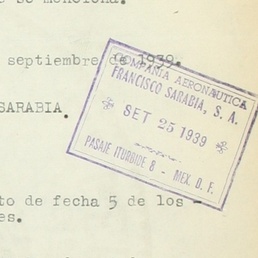 se menciona.
septiembre de 1939.
COMPAÑIA AERONAUTICA
FRANCISCO SARABIA, S. A.
SET 25 1939
PASAJE ITURBIDE 8 - MEX. D. F.
SARABIA.
to de fecha 5 de los -
es.